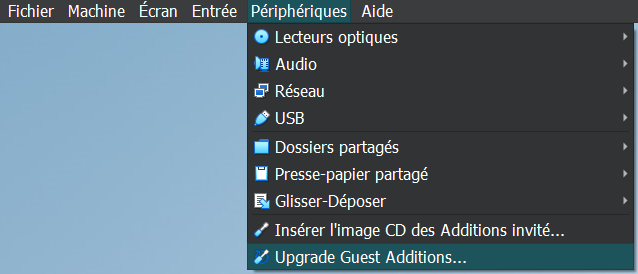 Fichier Machine Écran Entrée Périphériques Aide
Lecteurs optiques
Audio
Réseau
USB
Dossiers partagés
Presse-papier partagé
Glisser-Déposer
Insérer l'image CD des Additions invité...
Upgrade Guest Additions...